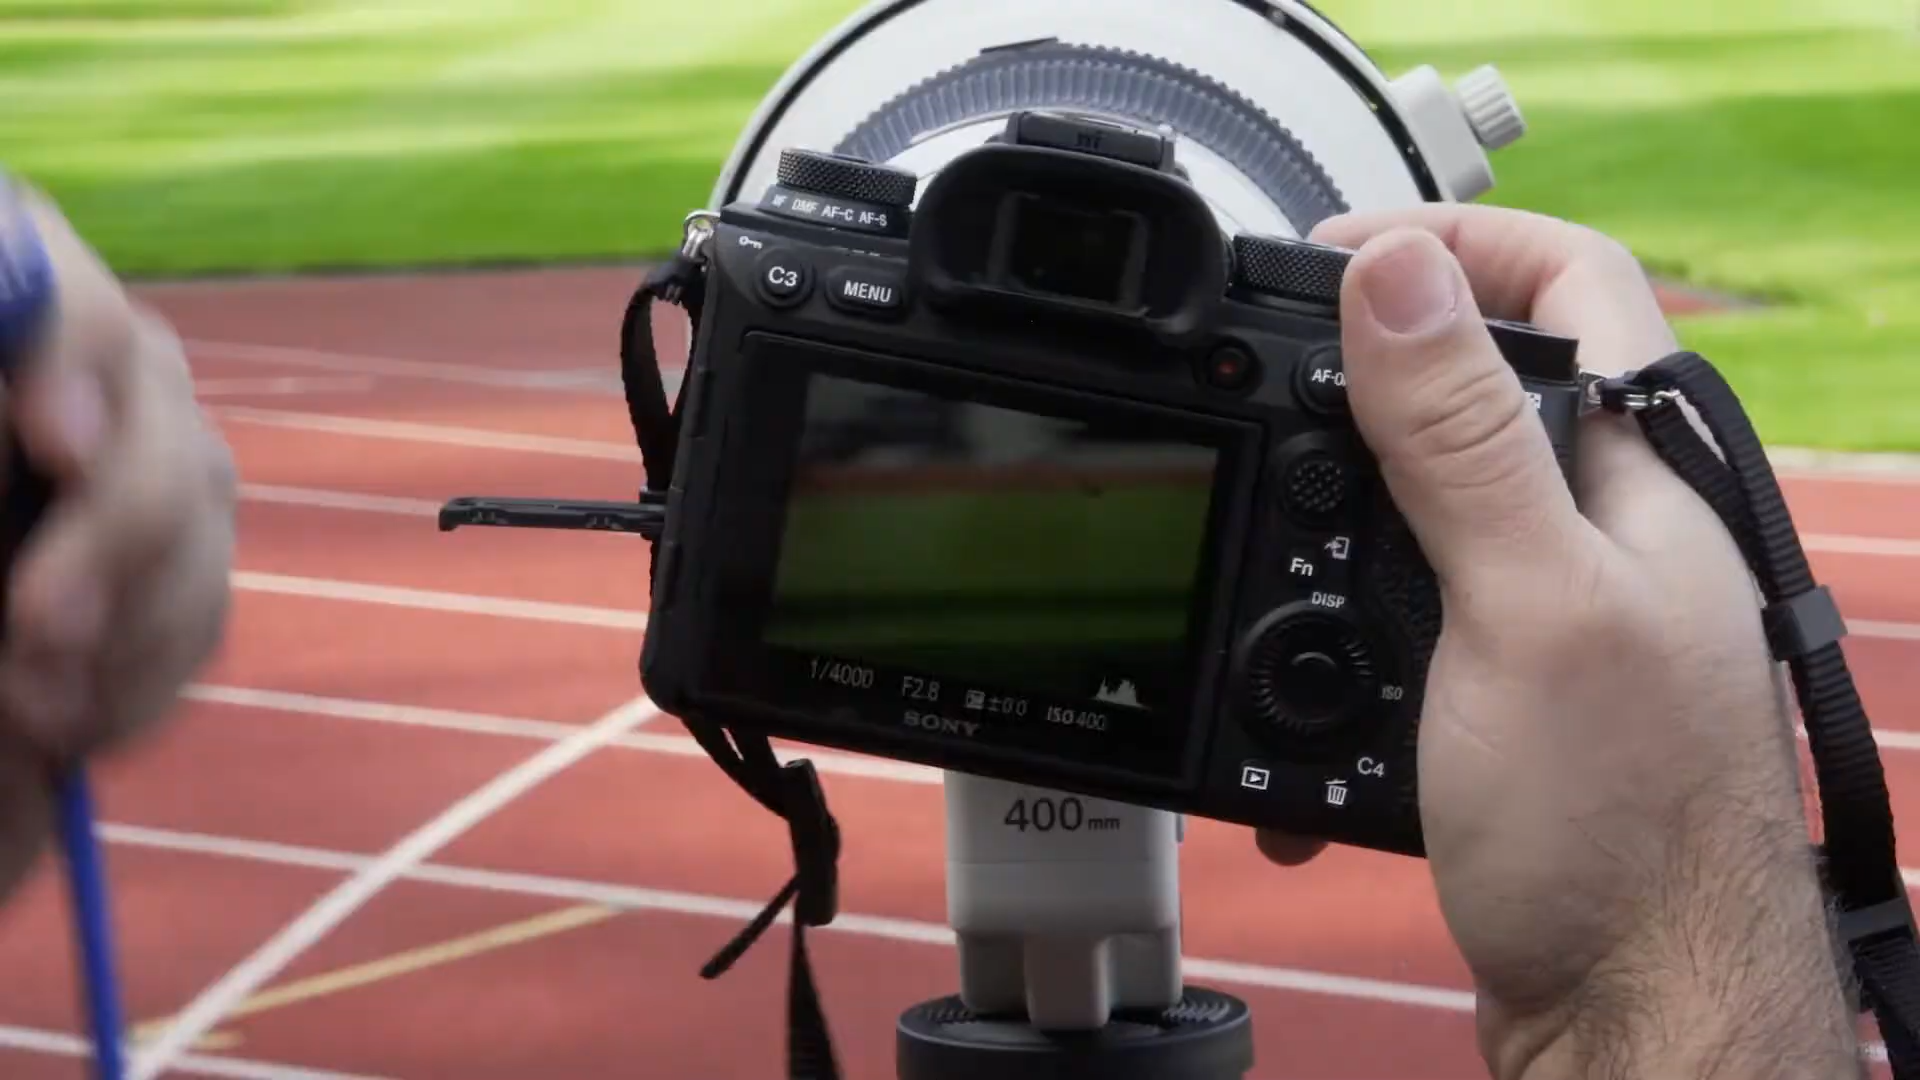 mi
MF DMF AF-C AF-S
C3
MENU
AF-ON
Fn
DISP
ISO
1/4000 F2.8 ±0.0 ISO 400
SONY
C4
400mm